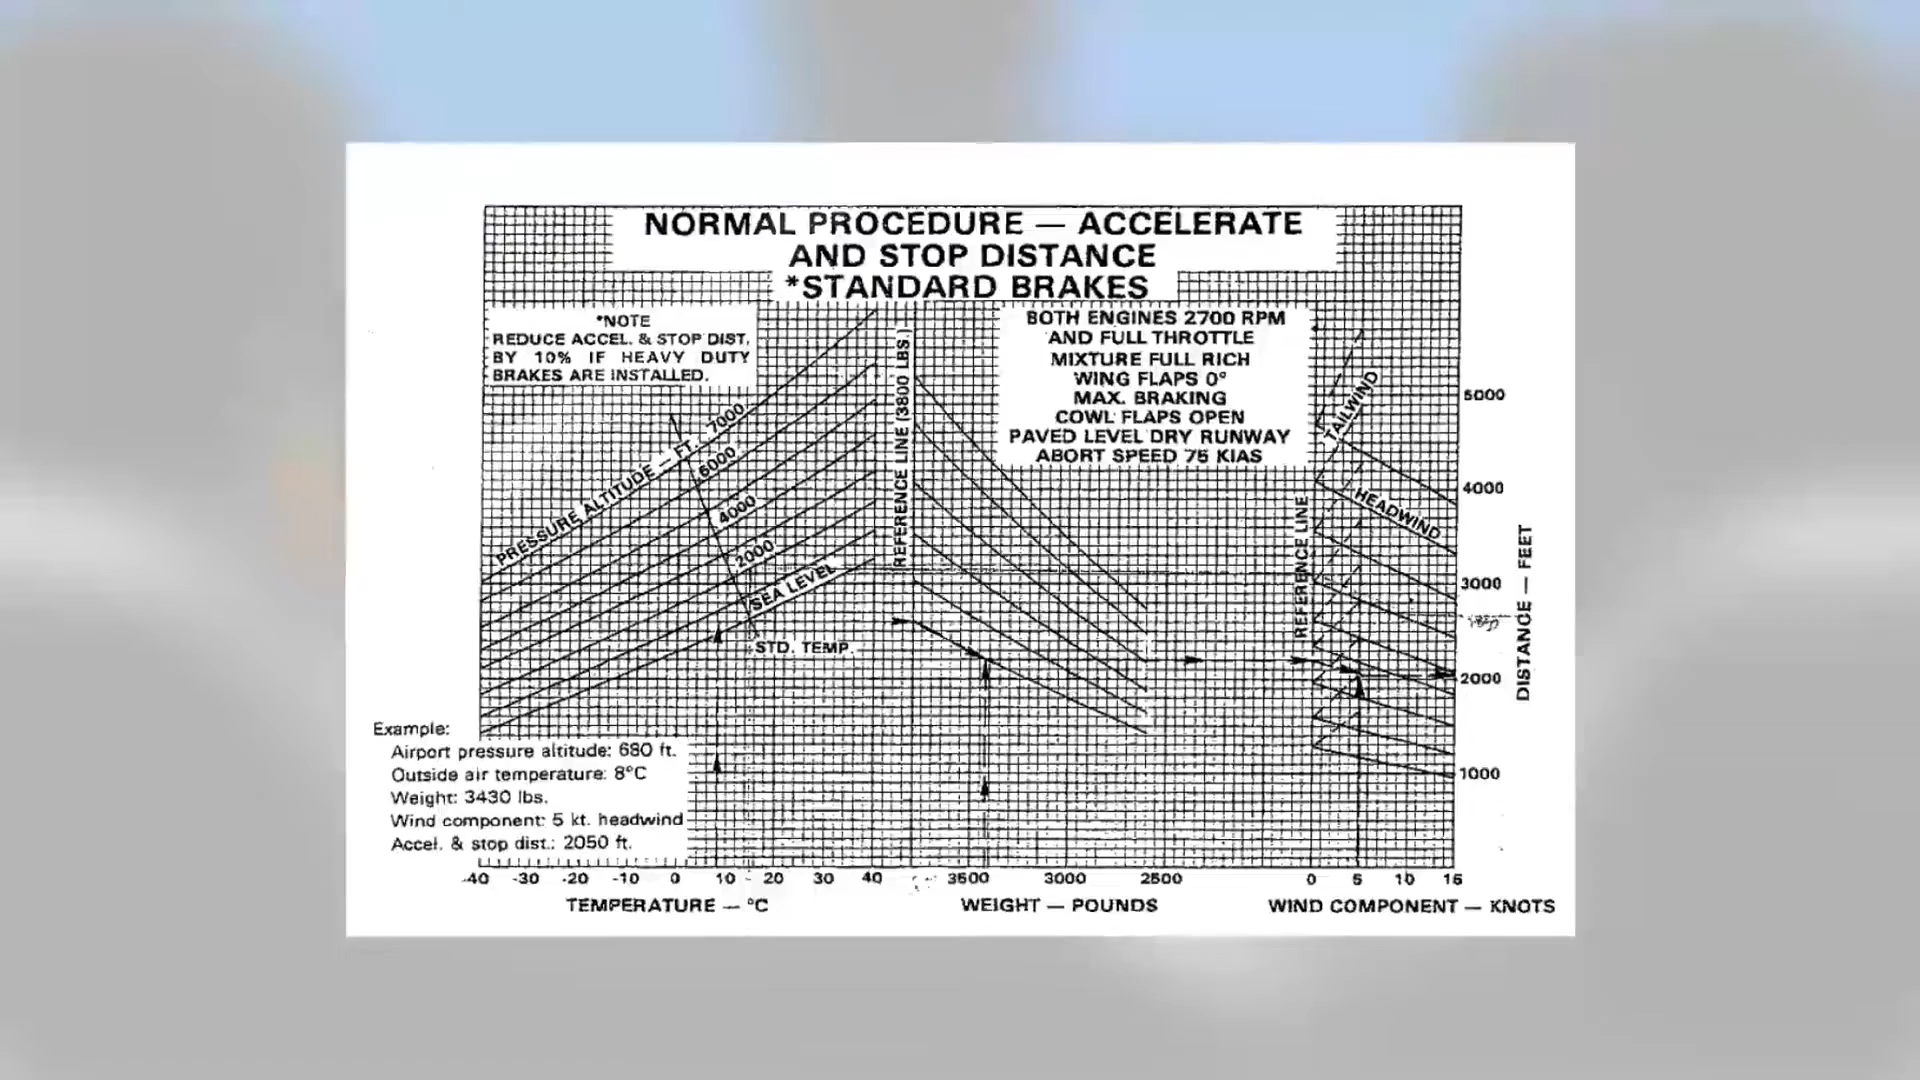 NORMAL PROCEDURE — ACCELERATE
AND STOP DISTANCE
*STANDARD BRAKES
*NOTE
REDUCE ACCEL. & STOP DIST.
BY 10% IF HEAVY DUTY
BRAKES ARE INSTALLED.
BOTH ENGINES 2700 RPM
AND FULL THROTTLE
MIXTURE FULL RICH
WING FLAPS 0°
MAX. BRAKING
COWL FLAPS OPEN
PAVED LEVEL DRY RUNWAY
ABORT SPEED 75 KIAS
PRESSURE ALTITUDE — FT. 7000
6000
4000
2000
SEA LEVEL
STD. TEMP.
REFERENCE LINE (3800 LBS.)
REFERENCE LINE
TAILWIND
HEADWIND
5000
4000
3000
2000
1000
DISTANCE — FEET
Example:
Airport pressure altitude: 680 ft.
Outside air temperature: 8°C
Weight: 3430 lbs.
Wind component: 5 kt. headwind
Accel. & stop dist.: 2050 ft.
-40 -30 -20 -10 0 10 20 30 40 3500 3000 2500 0 5 10 15
TEMPERATURE — °C WEIGHT — POUNDS WIND COMPONENT — KNOTS